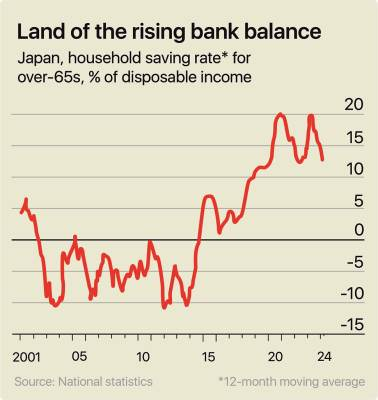 Land of the rising bank balance
Japan, household saving rate* for
over-65s, % of disposable income
20
15
10
5
0
-5
-10
-15
2001 05 10 15 20 24
Source: National statistics *12-month moving average